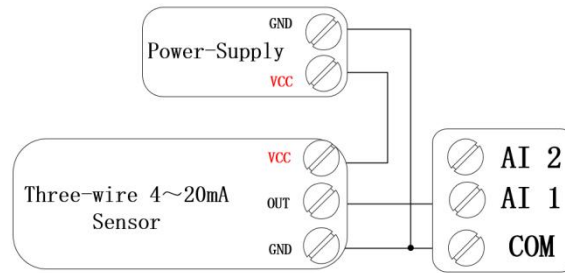 GND
Power-Supply
VCC
VCC
Three-wire 4～20mA
Sensor
OUT
GND
AI 2
AI 1
COM